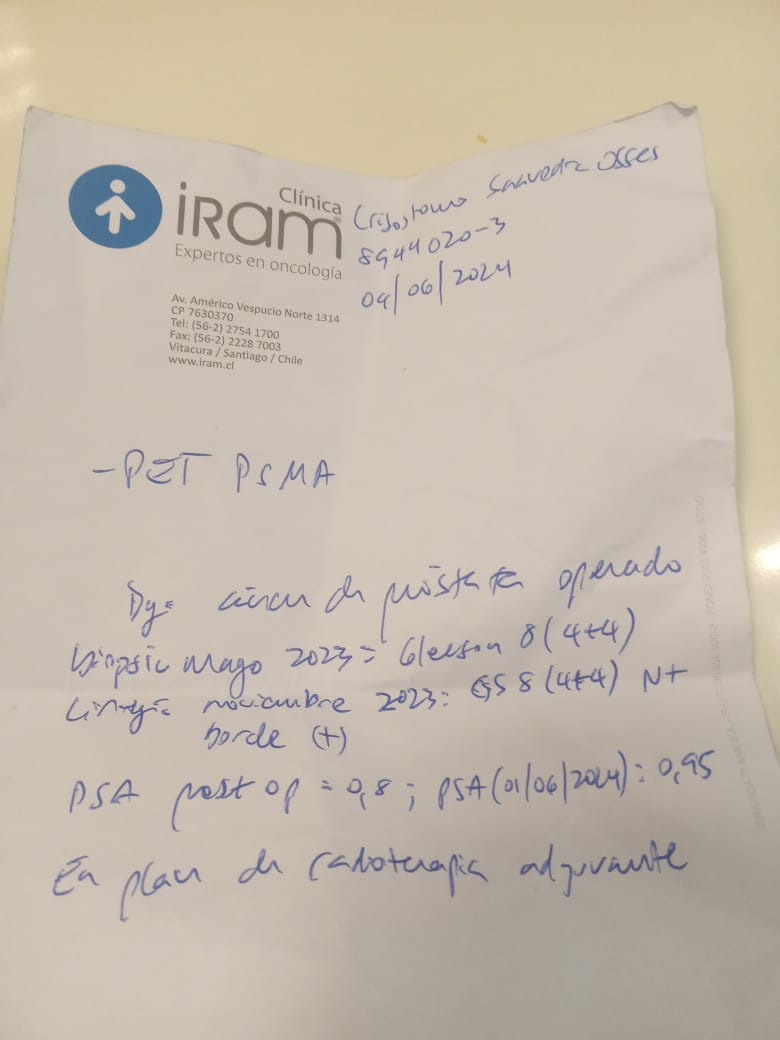 Clínica
iRam
Expertos en oncología
Av. Américo Vespucio Norte 1314
CP 7630370
Tel: (56-2) 2754 1700
Fax: (56-2) 2228 7003
Vitacura / Santiago / Chile
www.iram.cl
Crisóstomo Saavedra Osses
8944020-3
04/06/2024
- PET PSMA
Dg= cáncer de próstata operado
biopsia mayo 2023= Gleason 8 (4+4)
Cirugía noviembre 2023: GS 8 (4+4) N+
borde (+)
PSA post op = 0,8; PSA (01/06/2024): 0,95
En plan de radioterapia adyuvante